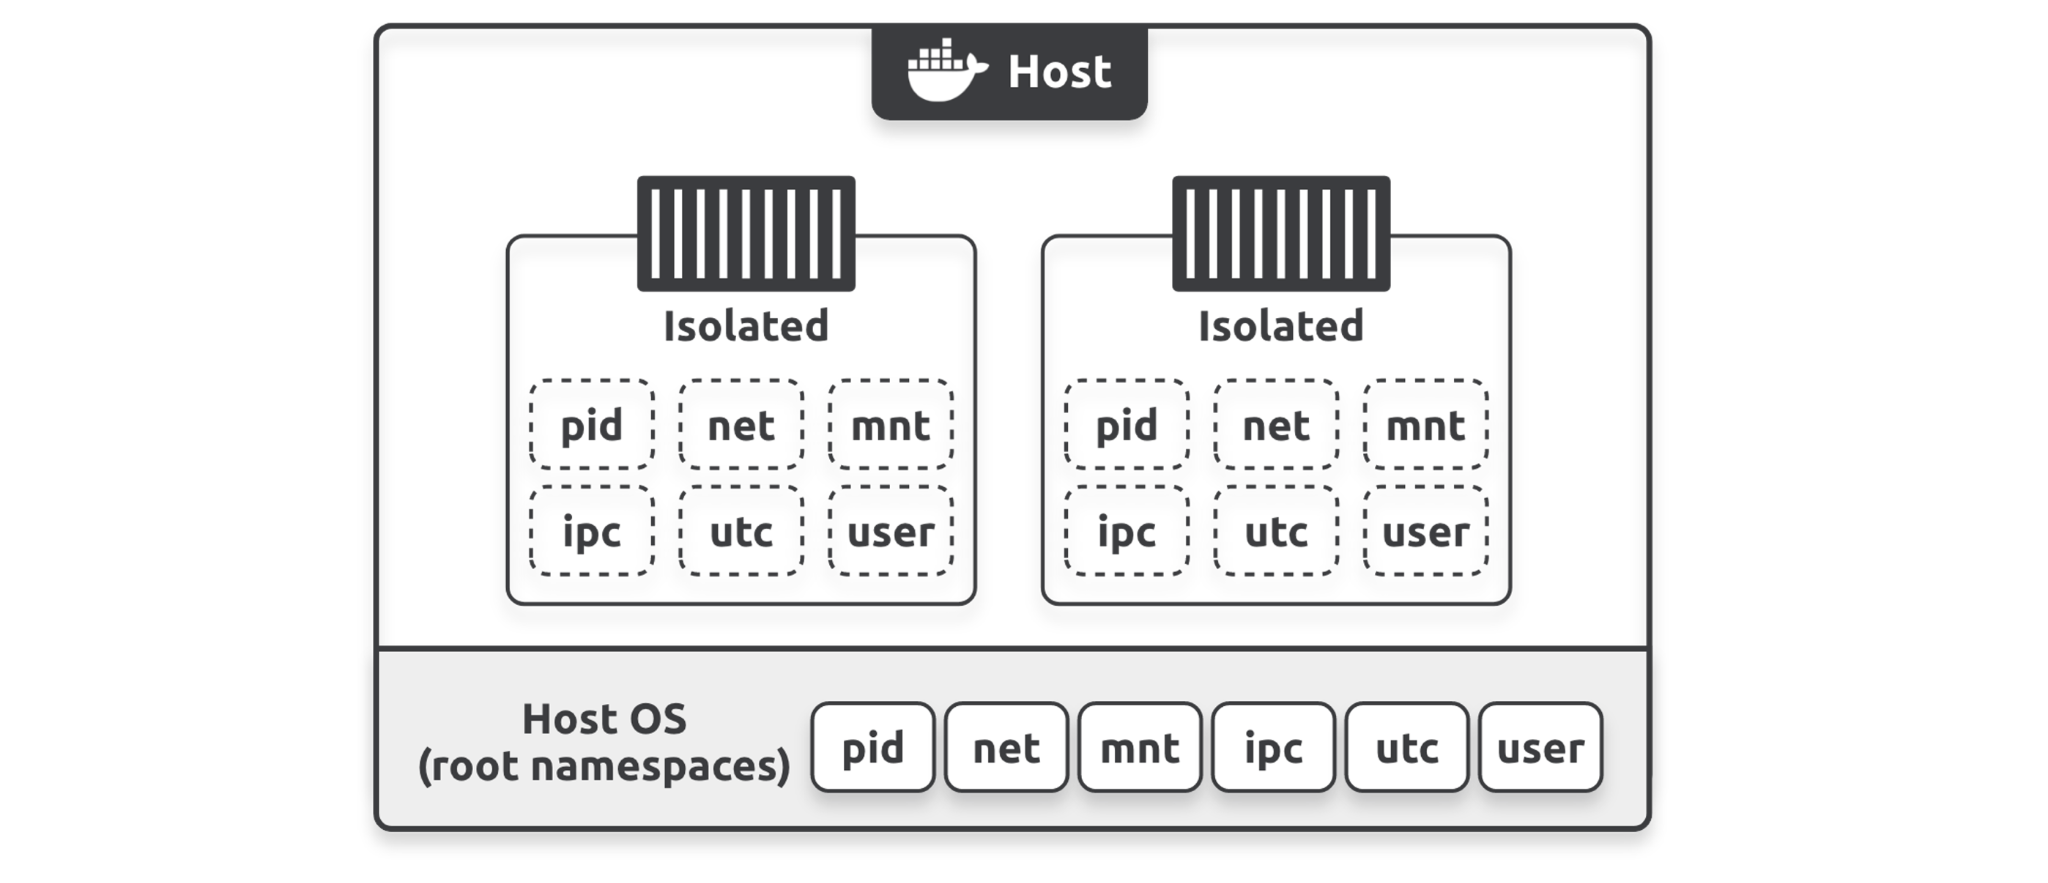 Host
Isolated
pid net mnt
ipc utc user
Isolated
pid net mnt
ipc utc user
Host OS
(root namespaces)
pid net mnt ipc utc user